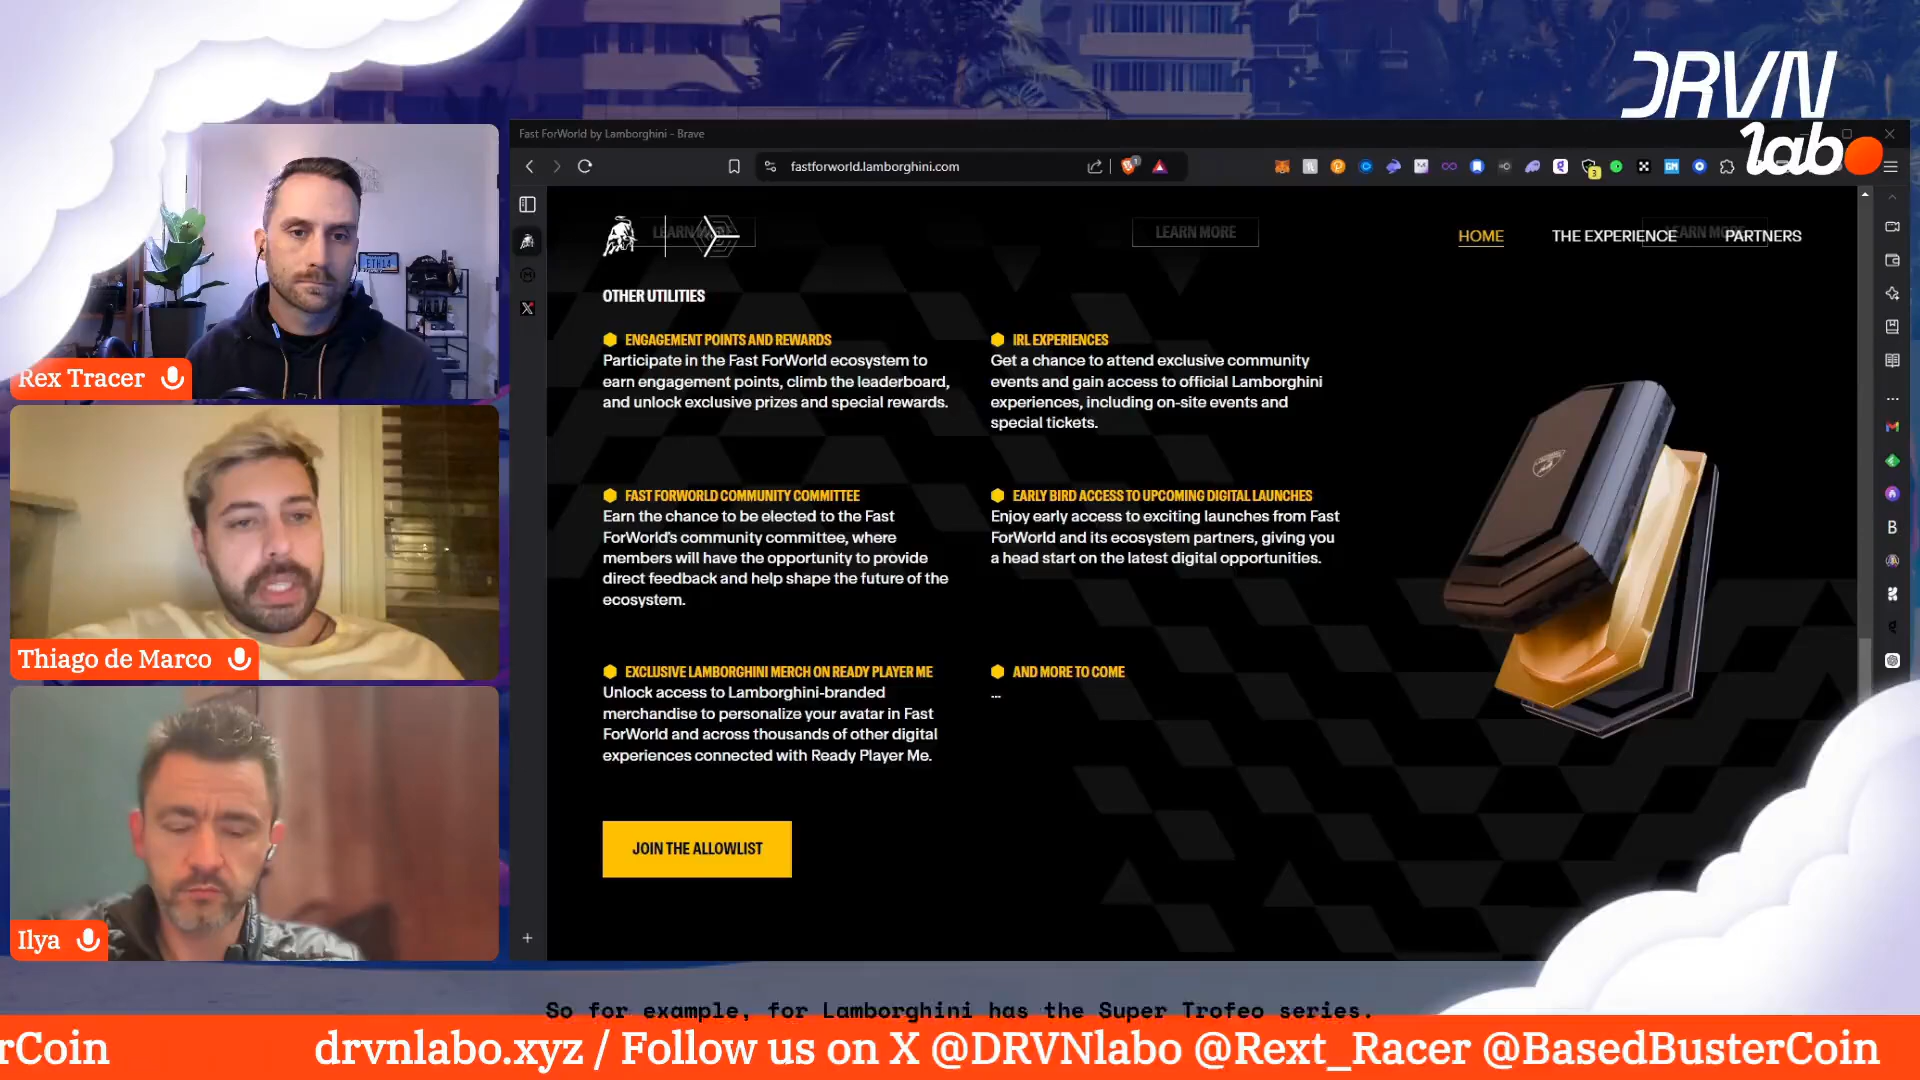 DRVN
labo
Fast ForWorld by Lamborghini - Brave
fastforworld.lamborghini.com
LEARN MORE
LEARN MORE
HOME
THE EXPERIENCE
PARTNERS
OTHER UTILITIES
ENGAGEMENT POINTS AND REWARDS
Participate in the Fast ForWorld ecosystem to
earn engagement points, climb the leaderboard,
and unlock exclusive prizes and special rewards.
IRL EXPERIENCES
Get a chance to attend exclusive community
events and gain access to official Lamborghini
experiences, including on-site events and
special tickets.
FAST FORWORLD COMMUNITY COMMITTEE
Earn the chance to be elected to the Fast
ForWorld's community committee, where
members will have the opportunity to provide
direct feedback and help shape the future of the
ecosystem.
EARLY BIRD ACCESS TO UPCOMING DIGITAL LAUNCHES
Enjoy early access to exciting launches from Fast
ForWorld and its ecosystem partners, giving you
a head start on the latest digital opportunities.
EXCLUSIVE LAMBORGHINI MERCH ON READY PLAYER ME
Unlock access to Lamborghini-branded
merchandise to personalize your avatar in Fast
ForWorld and across thousands of other digital
experiences connected with Ready Player Me.
AND MORE TO COME
...
JOIN THE ALLOWLIST
ETH14
Rex Tracer
Thiago de Marco
Ilya
So for example, for Lamborghini has the Super Trofeo series.
rCoin drvnlabo.xyz / Follow us on X @DRVNlabo @Rext_Racer @BasedBusterCoin